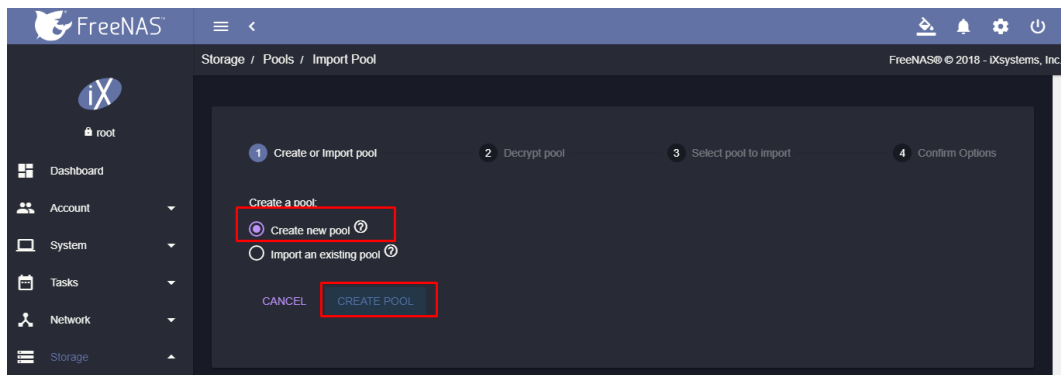 FreeNAS
Storage / Pools / Import Pool
FreeNAS® © 2018 - iXsystems, Inc.
iX
root
Dashboard
Account
System
Tasks
Network
Storage
1 Create or Import pool
2 Decrypt pool
3 Select pool to import
4 Confirm Options
Create a pool:
Create new pool ?
Import an existing pool ?
CANCEL CREATE POOL